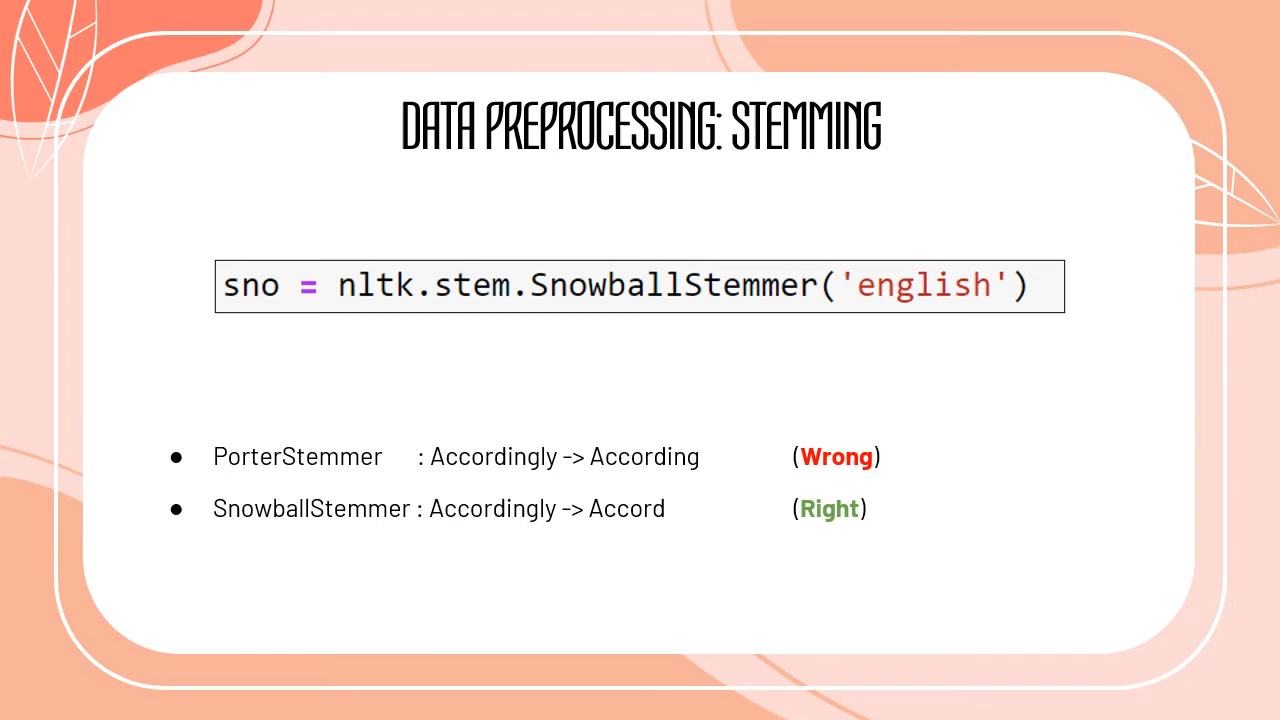 DATA PREPROCESSING: STEMMING
sno = nltk.stem.SnowballStemmer('english')
● PorterStemmer : Accordingly -> According (Wrong)
● SnowballStemmer : Accordingly -> Accord (Right)